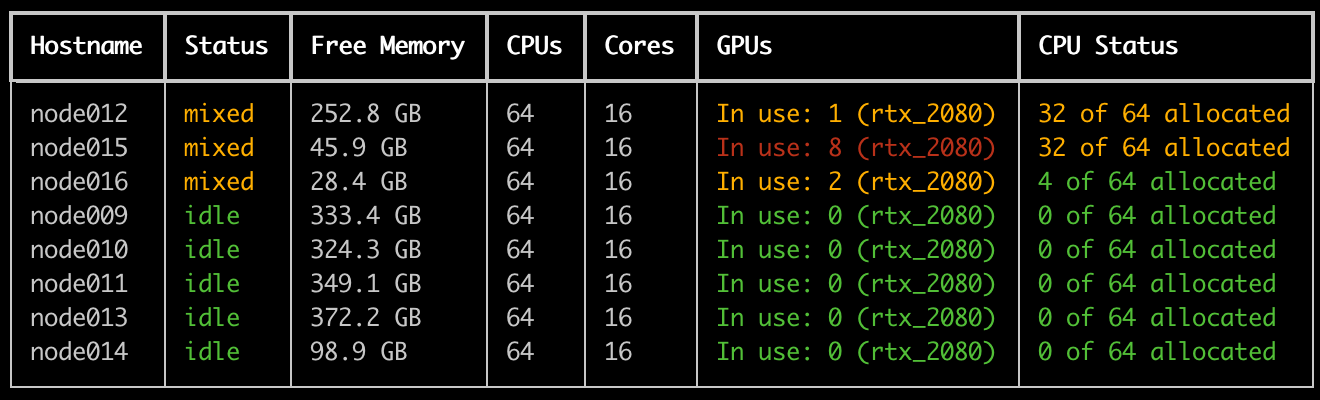 Hostname Status Free Memory CPUs Cores GPUs CPU Status
node012 mixed 252.8 GB 64 16 In use: 1 (rtx_2080) 32 of 64 allocated
node015 mixed 45.9 GB 64 16 In use: 8 (rtx_2080) 32 of 64 allocated
node016 mixed 28.4 GB 64 16 In use: 2 (rtx_2080) 4 of 64 allocated
node009 idle 333.4 GB 64 16 In use: 0 (rtx_2080) 0 of 64 allocated
node010 idle 324.3 GB 64 16 In use: 0 (rtx_2080) 0 of 64 allocated
node011 idle 349.1 GB 64 16 In use: 0 (rtx_2080) 0 of 64 allocated
node013 idle 372.2 GB 64 16 In use: 0 (rtx_2080) 0 of 64 allocated
node014 idle 98.9 GB 64 16 In use: 0 (rtx_2080) 0 of 64 allocated